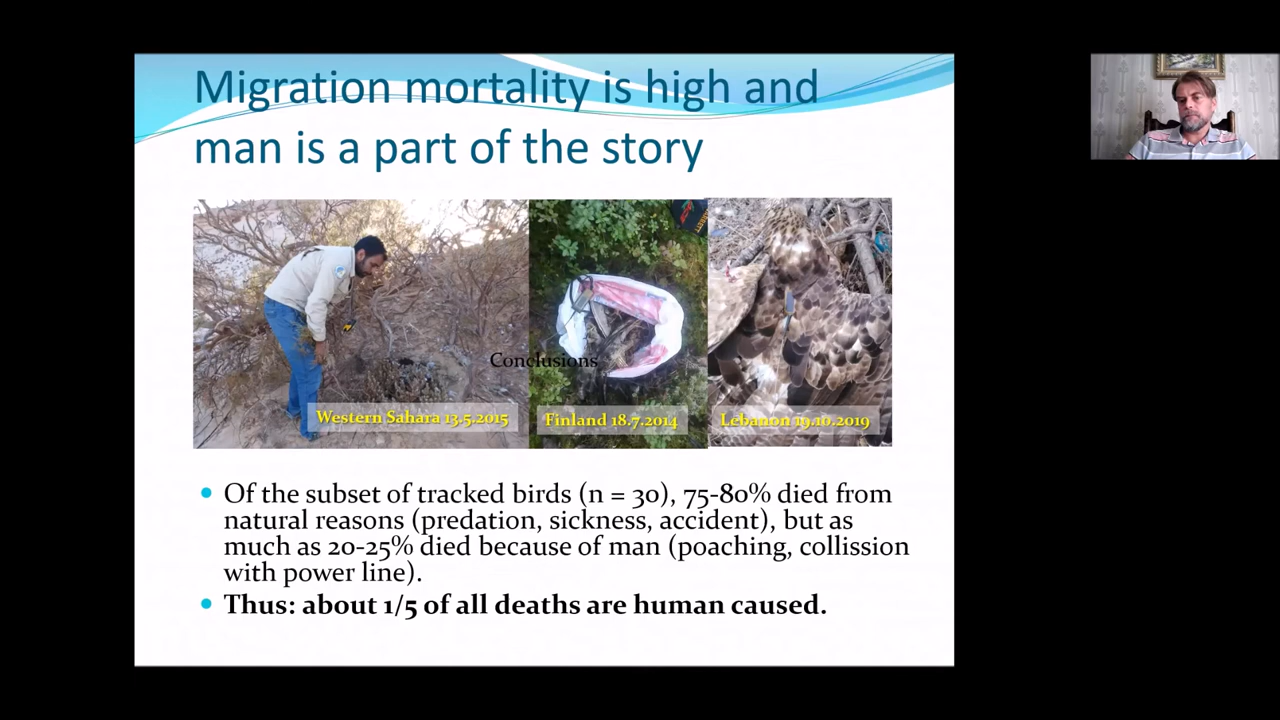 Migration mortality is high and
man is a part of the story
Conclusions
Western Sahara 13.5.2015
Finland 18.7.2014
Lebanon 19.10.2019
Of the subset of tracked birds (n = 30), 75-80% died from
natural reasons (predation, sickness, accident), but as
much as 20-25% died because of man (poaching, collission
with power line).
Thus: about 1/5 of all deaths are human caused.